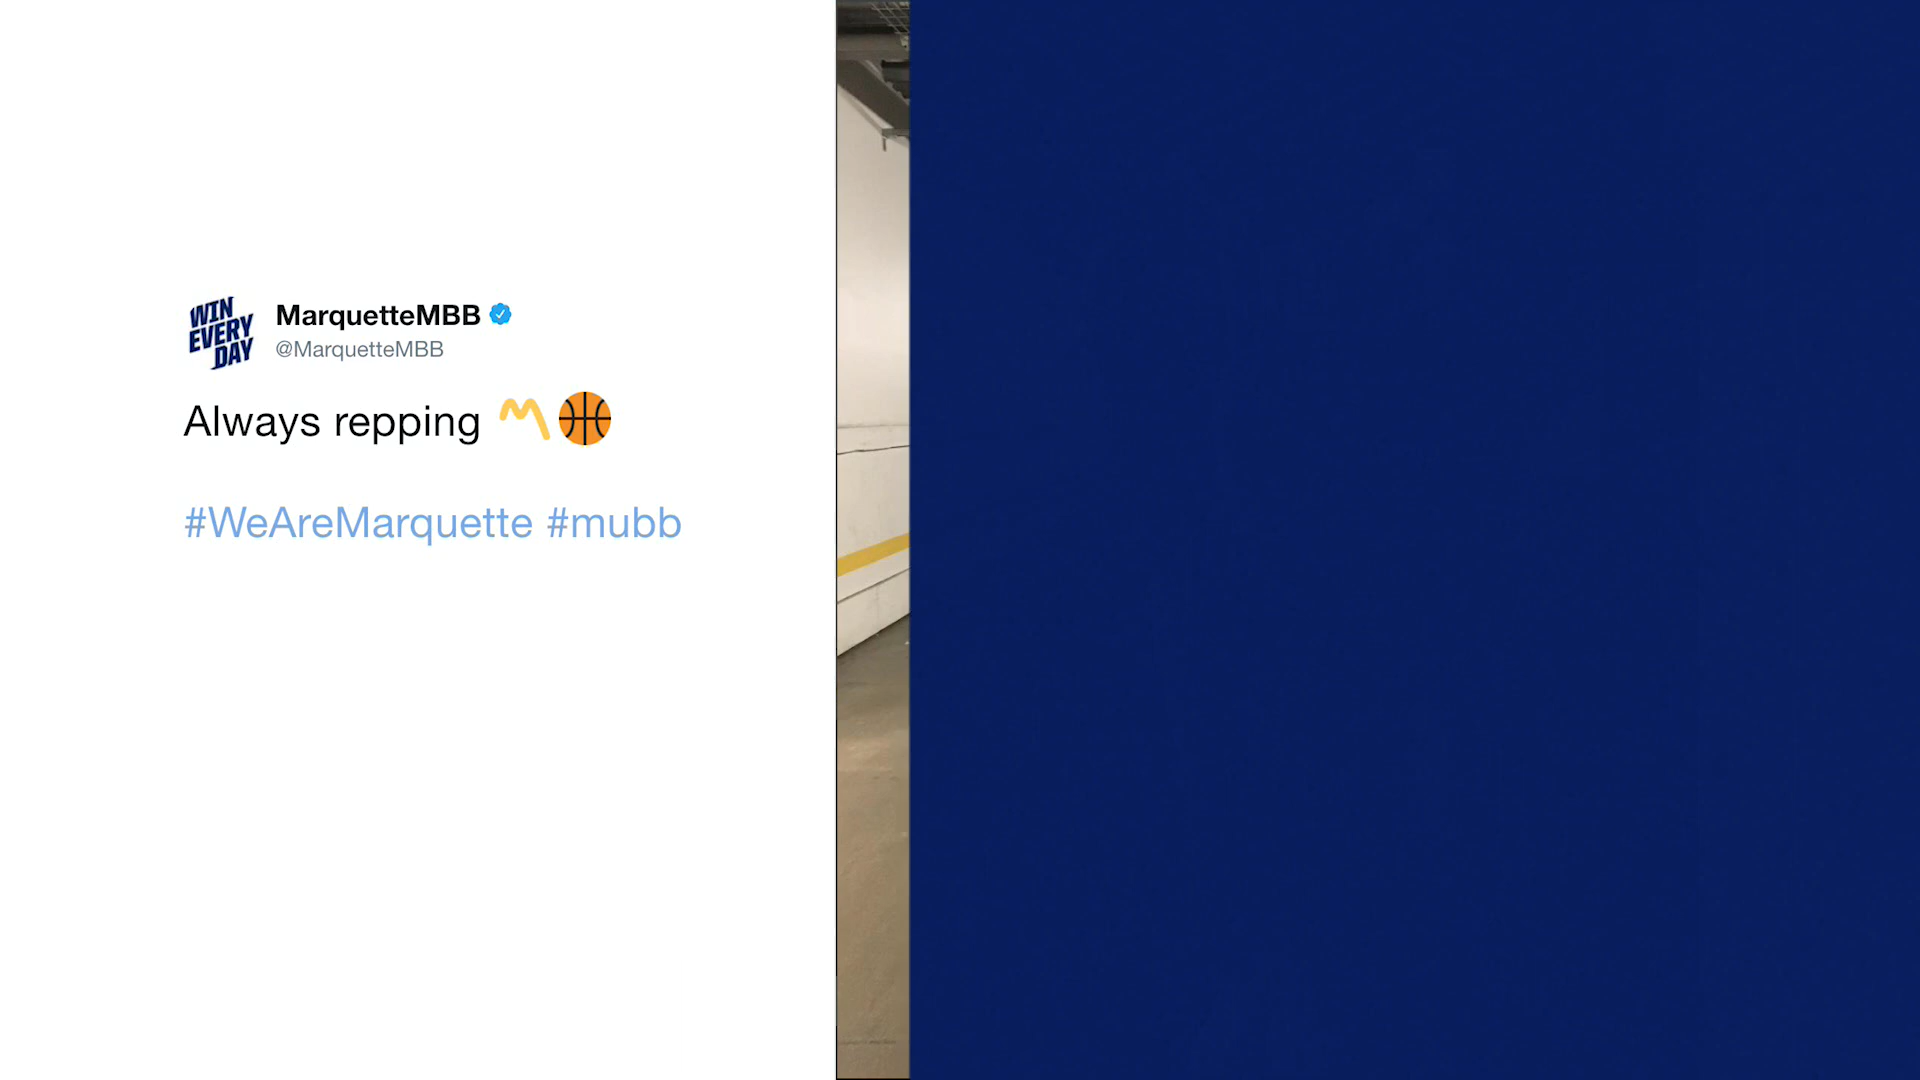 WIN
EVERY
DAY
MarquetteMBB
@MarquetteMBB
Always repping 〽️🏀
#WeAreMarquette #mubb